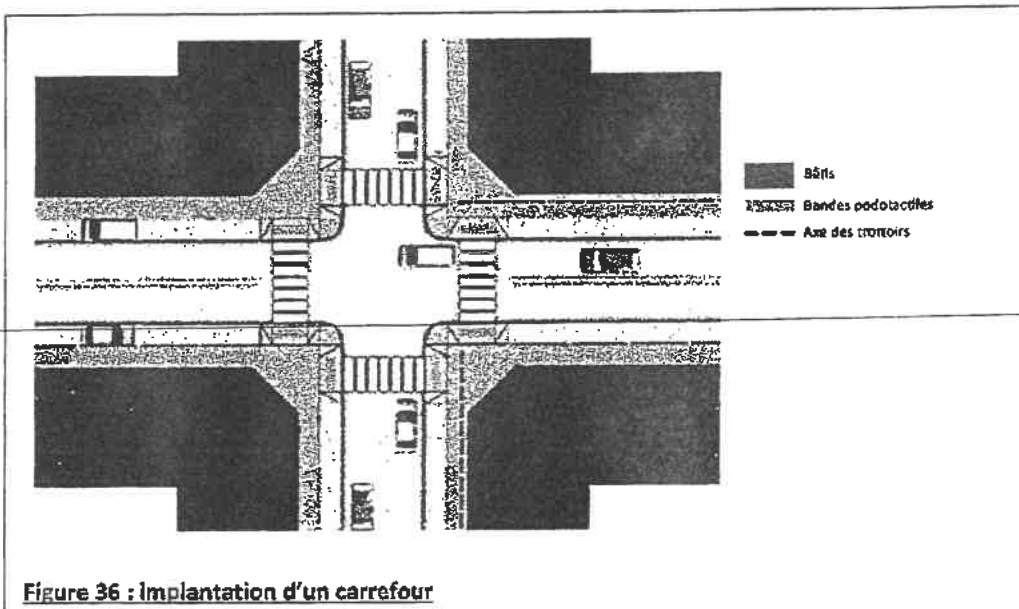 Bâtis
Bandes podotactiles
Axe des trottoirs
Figure 36 : Implantation d'un carrefour